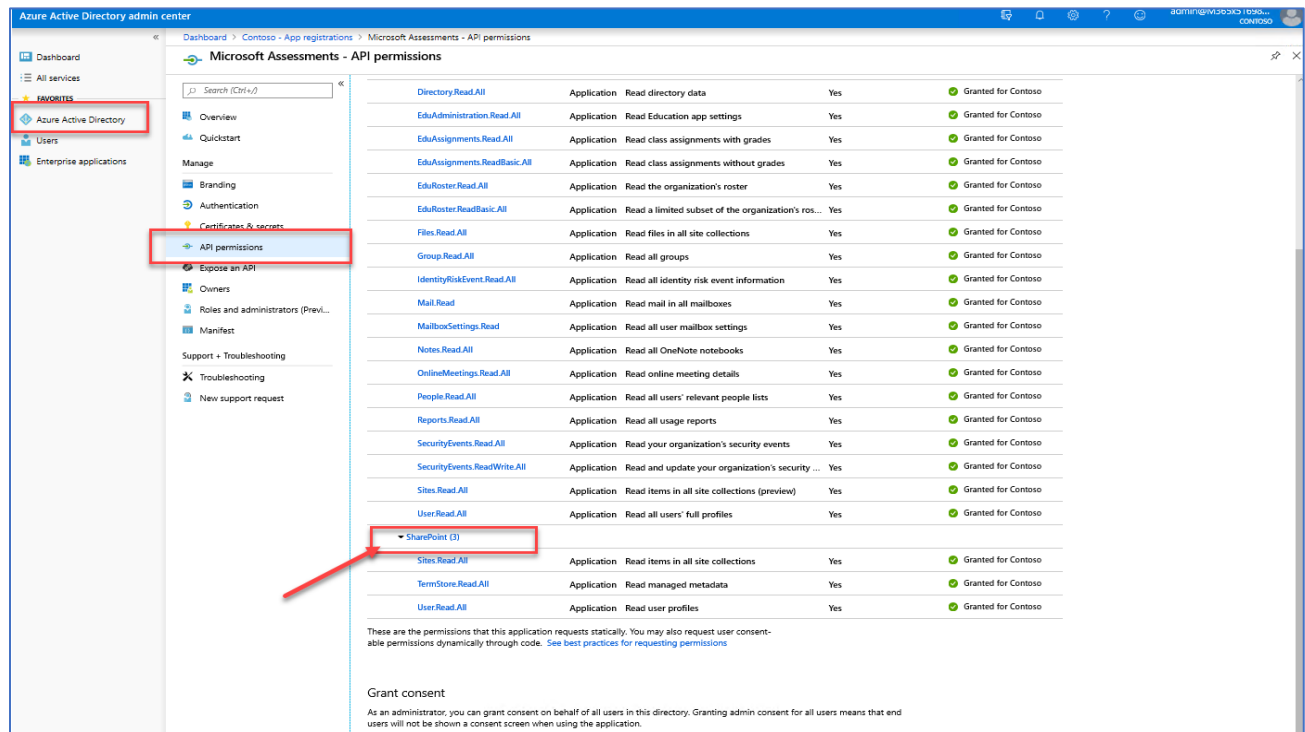 Azure Active Directory admin center
admin@M365x51698...
CONTOSO
Dashboard > Contoso - App registrations > Microsoft Assessments - API permissions
Microsoft Assessments - API permissions
«
Dashboard
All services
FAVORITES
Azure Active Directory
Users
Enterprise applications
Search (Ctrl+/)
«
Overview
Quickstart
Manage
Branding
Authentication
Certificates & secrets
API permissions
Expose an API
Owners
Roles and administrators (Previ...
Manifest
Support + Troubleshooting
Troubleshooting
New support request
Directory.Read.All Application Read directory data Yes Granted for Contoso
EduAdministration.Read.All Application Read Education app settings Yes Granted for Contoso
EduAssignments.Read.All Application Read class assignments with grades Yes Granted for Contoso
EduAssignments.ReadBasic.All Application Read class assignments without grades Yes Granted for Contoso
EduRoster.Read.All Application Read the organization's roster Yes Granted for Contoso
EduRoster.ReadBasic.All Application Read a limited subset of the organization's ros... Yes Granted for Contoso
Files.Read.All Application Read files in all site collections Yes Granted for Contoso
Group.Read.All Application Read all groups Yes Granted for Contoso
IdentityRiskEvent.Read.All Application Read all identity risk event information Yes Granted for Contoso
Mail.Read Application Read mail in all mailboxes Yes Granted for Contoso
MailboxSettings.Read Application Read all user mailbox settings Yes Granted for Contoso
Notes.Read.All Application Read all OneNote notebooks Yes Granted for Contoso
OnlineMeetings.Read.All Application Read online meeting details Yes Granted for Contoso
People.Read.All Application Read all users' relevant people lists Yes Granted for Contoso
Reports.Read.All Application Read all usage reports Yes Granted for Contoso
SecurityEvents.Read.All Application Read your organization's security events Yes Granted for Contoso
SecurityEvents.ReadWrite.All Application Read and update your organization's security ... Yes Granted for Contoso
Sites.Read.All Application Read items in all site collections (preview) Yes Granted for Contoso
User.Read.All Application Read all users' full profiles Yes Granted for Contoso
SharePoint (3)
Sites.Read.All Application Read items in all site collections Yes Granted for Contoso
TermStore.Read.All Application Read managed metadata Yes Granted for Contoso
User.Read.All Application Read user profiles Yes Granted for Contoso
These are the permissions that this application requests statically. You may also request user consent-
able permissions dynamically through code. See best practices for requesting permissions
Grant consent
As an administrator, you can grant consent on behalf of all users in this directory. Granting admin consent for all users means that end
users will not be shown a consent screen when using the application.